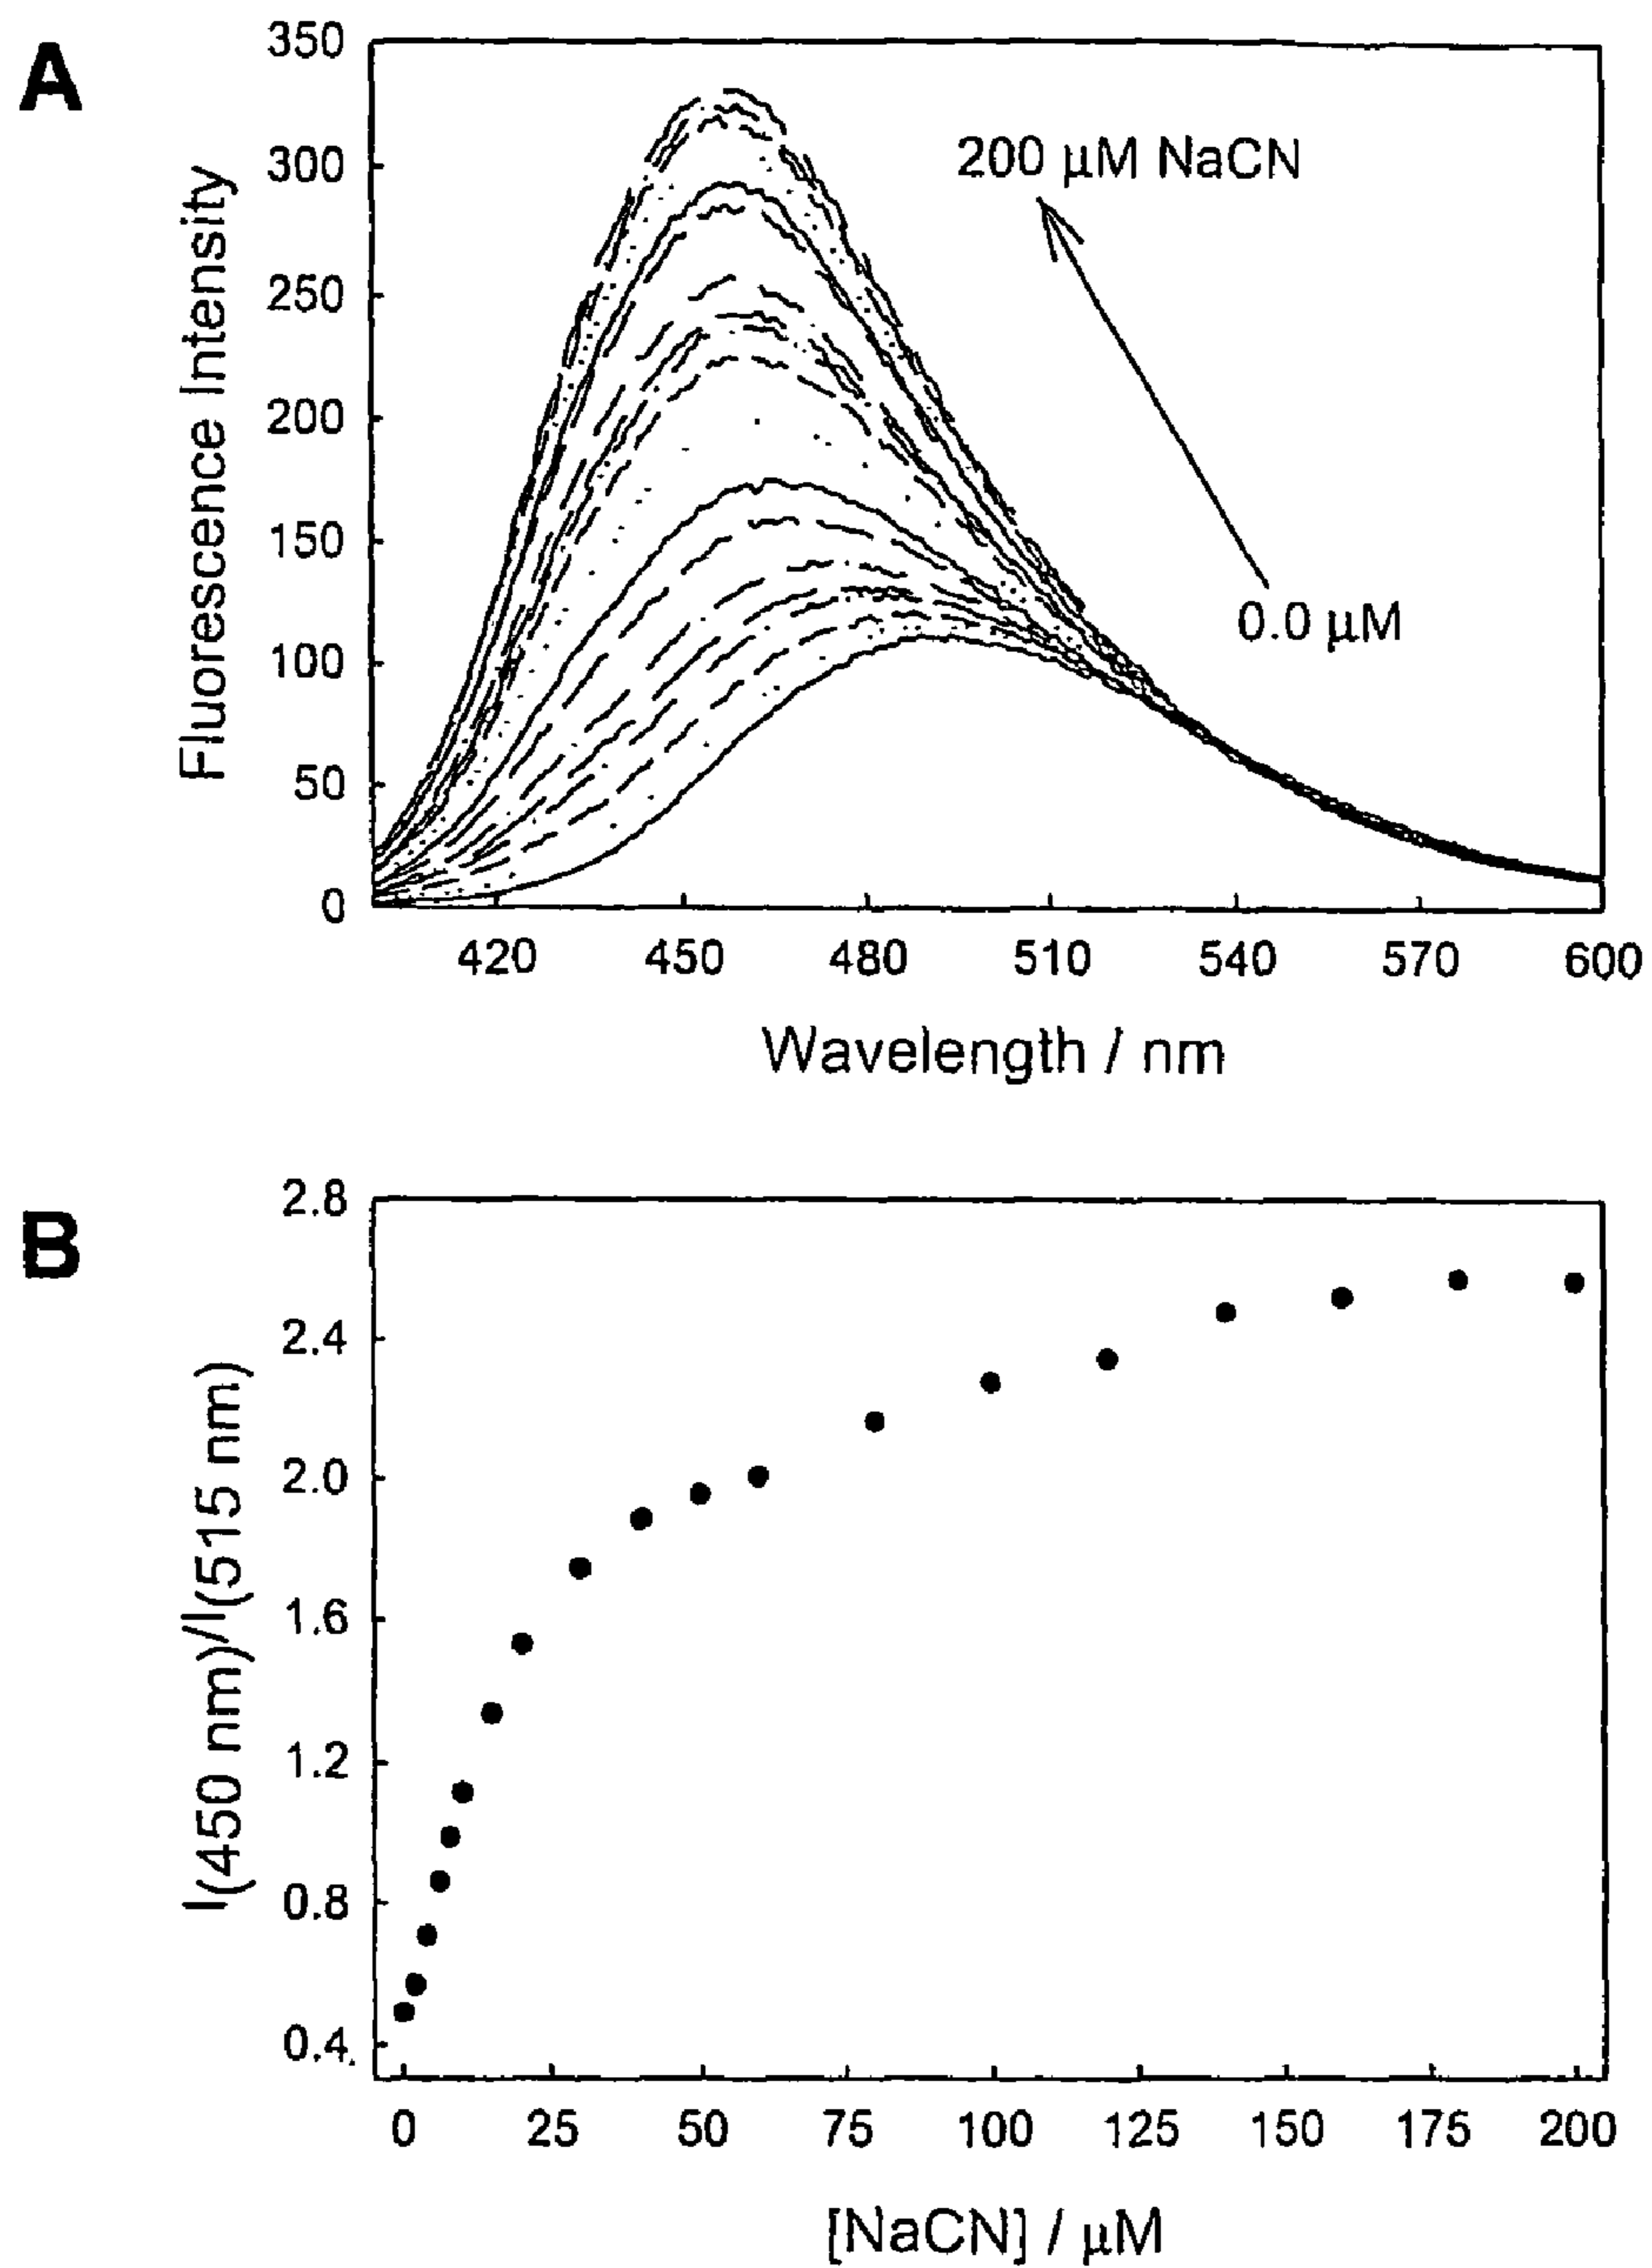 A
350
300
250
200
150
100
50
0
Fluorescence Intensity
200 μM NaCN
0.0 μM
420 450 480 510 540 570 600
Wavelength / nm
B
2.8
2.4
2.0
1.6
1.2
0.8
0.4
I(450 nm)/I(515 nm)
0 25 50 75 100 125 150 175 200
[NaCN] / μM